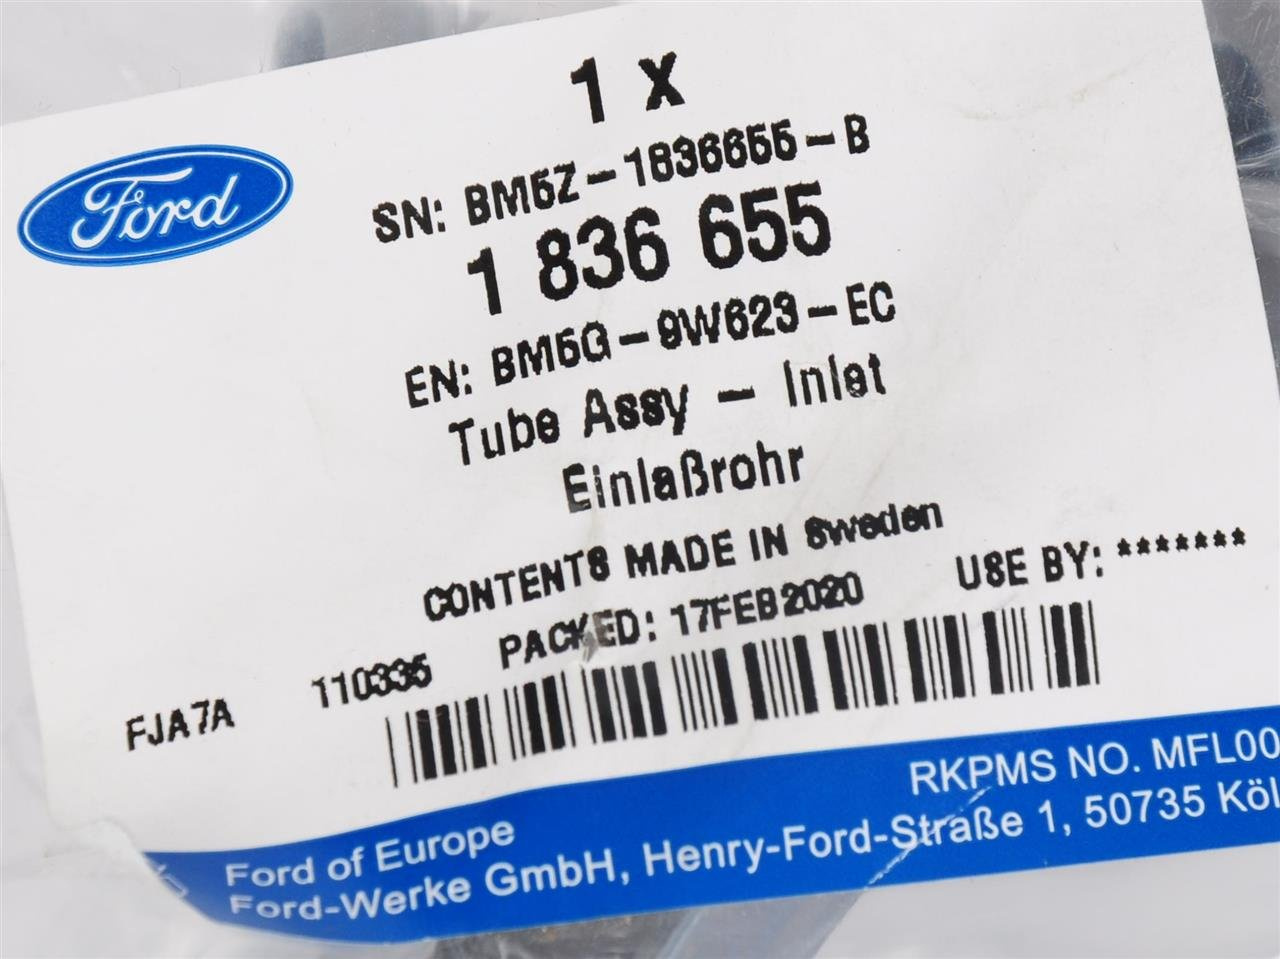 1 x
Ford
SN: BM5Z-1836655-B
1 836 655
EN: BM5G-9W623-EC
Tube Assy - Inlet
Einlaßrohr
CONTENTS MADE IN Sweden
PACKED: 17FEB2020 USE BY: *******
FJA7A 110335
RKPMS NO. MFL00
Ford of Europe
Ford-Werke GmbH, Henry-Ford-Straße 1, 50735 Köl